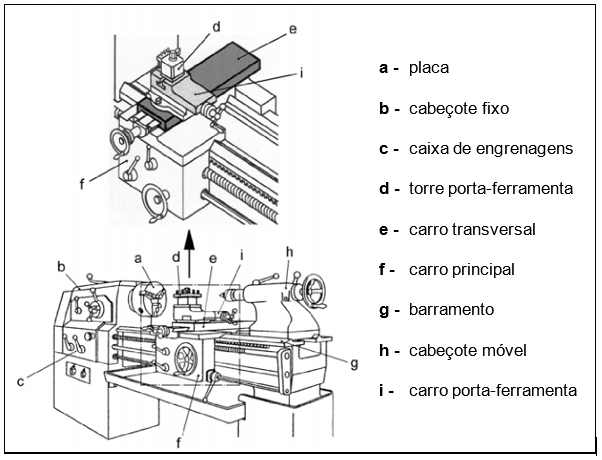 d
e
i
f
a - placa
b - cabeçote fixo
c - caixa de engrenagens
d - torre porta-ferramenta
e - carro transversal
f - carro principal
g - barramento
h - cabeçote móvel
i - carro porta-ferramenta
b
a
d
e
i
h
g
c
f